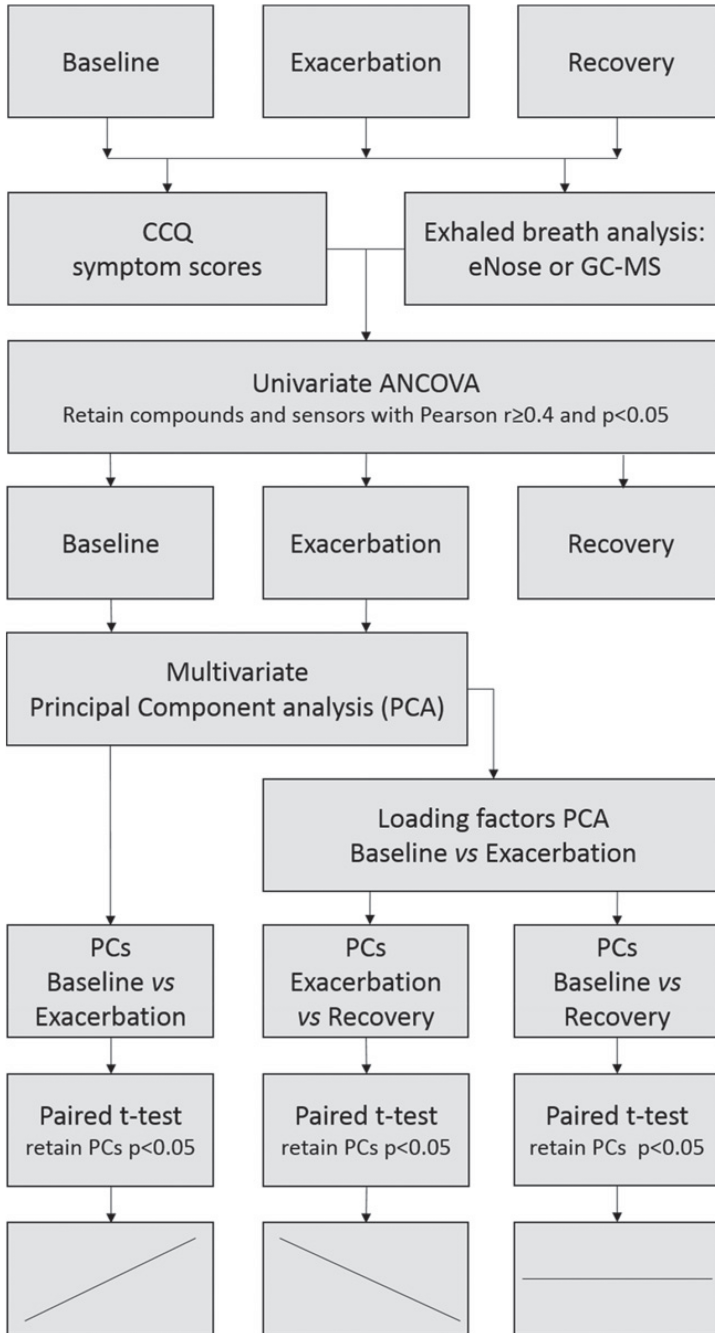 Baseline
Exacerbation
Recovery
CCQ
symptom scores
Exhaled breath analysis:
eNose or GC-MS
Univariate ANCOVA
Retain compounds and sensors with Pearson r≥0.4 and p<0.05
Baseline
Exacerbation
Recovery
Multivariate
Principal Component analysis (PCA)
Loading factors PCA
Baseline vs Exacerbation
PCs
Baseline vs
Exacerbation
PCs
Exacerbation
vs Recovery
PCs
Baseline vs
Recovery
Paired t-test
retain PCs p<0.05
Paired t-test
retain PCs p<0.05
Paired t-test
retain PCs p<0.05